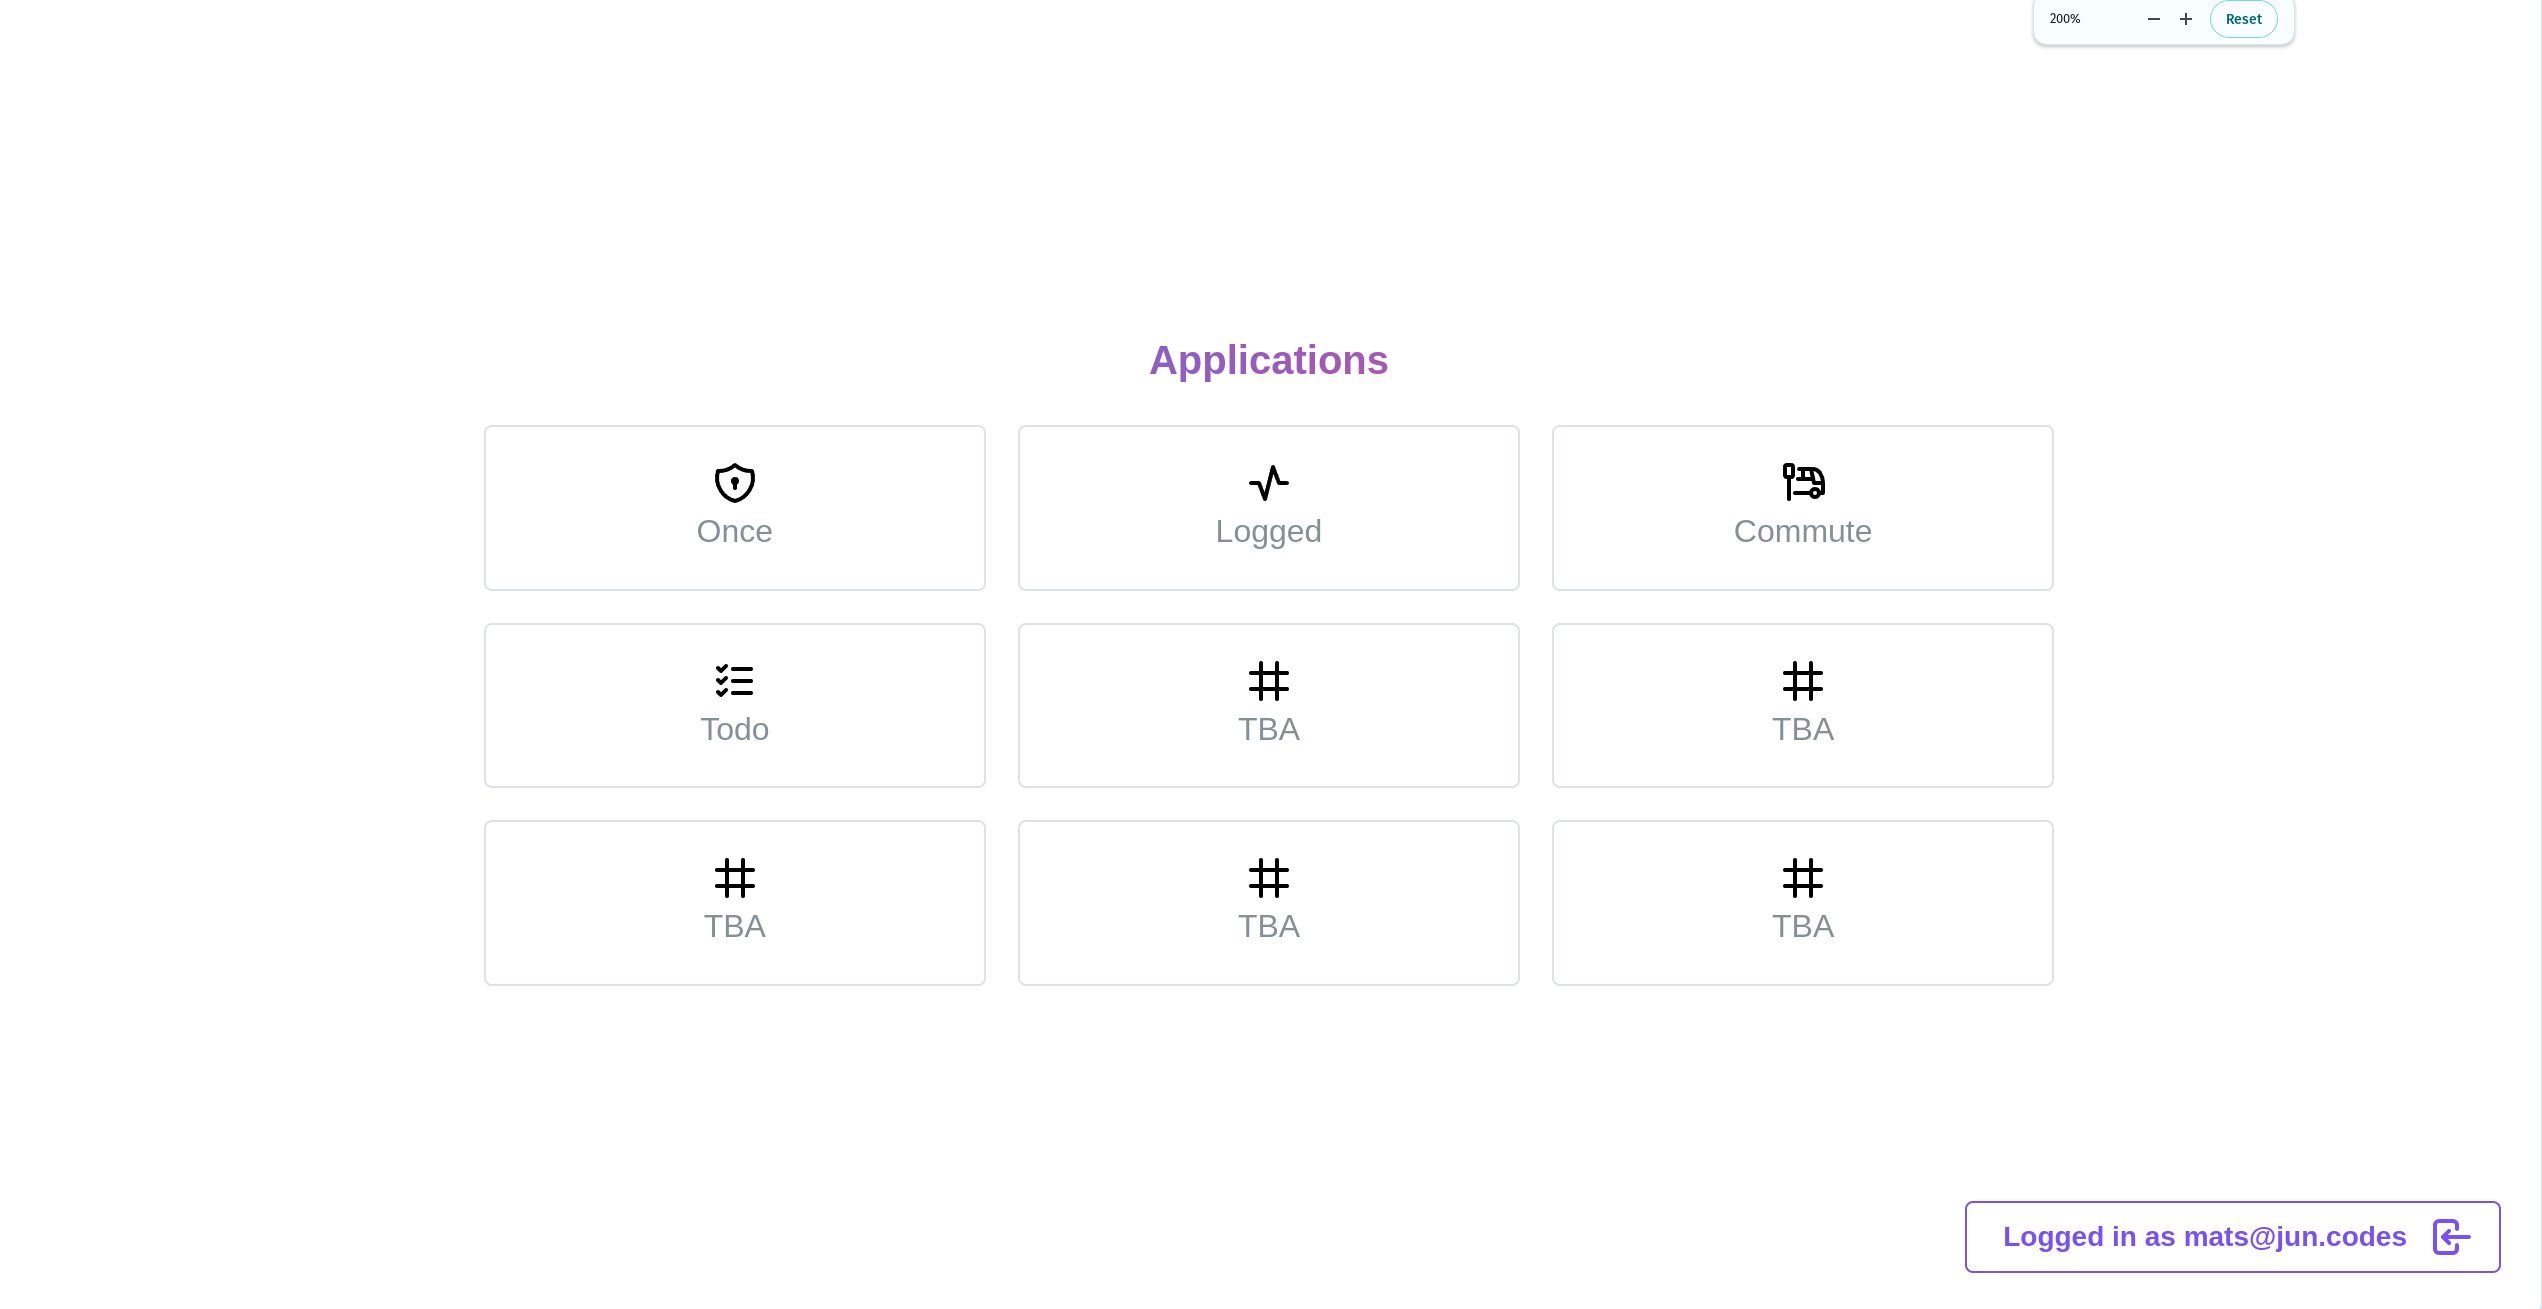 200%
Reset
Applications
Once
Logged
Commute
Todo
TBA
TBA
TBA
TBA
TBA
Logged in as mats@jun.codes